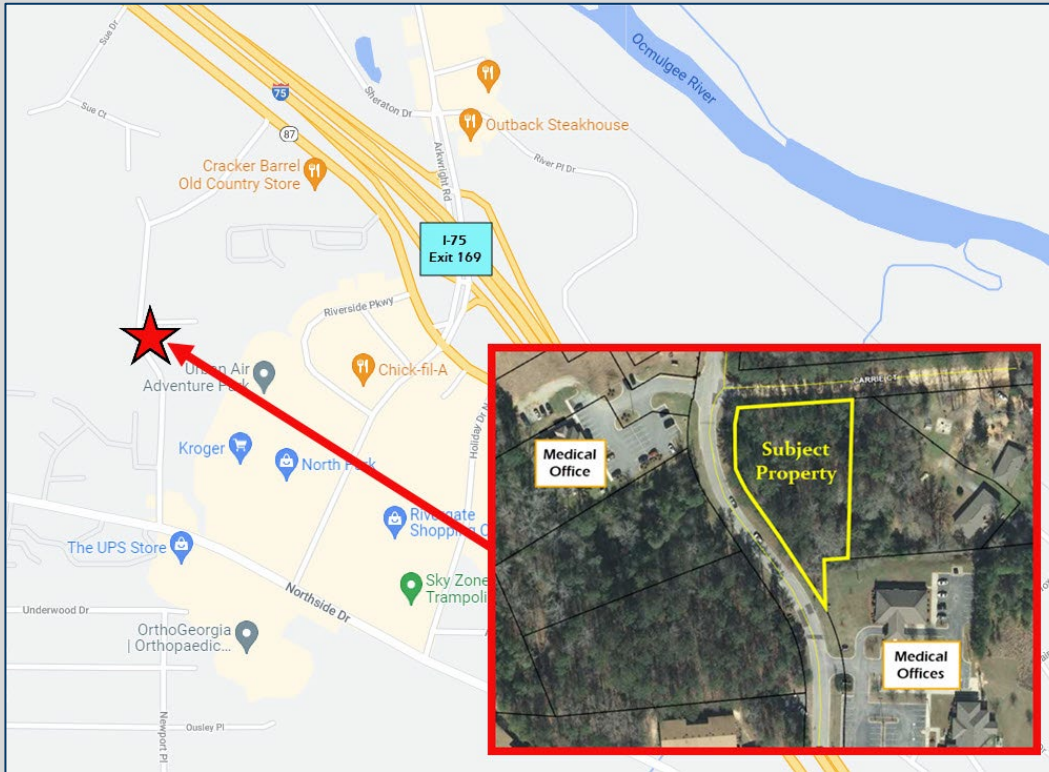 Sue Dr
75
Sue Ct
87
Sheraton Dr
Arkwright Rd
Ocmulgee River
Outback Steakhouse
River Pl Dr
Cracker Barrel
Old Country Store
I-75
Exit 169
Riverside Pkwy
Urban Air
Adventure Park
Chick-fil-A
Holiday Dr N
Kroger
North Park
Rivergate
Shopping C
The UPS Store
Sky Zone
Trampoli
Northside Dr
Underwood Dr
OrthoGeorgia
| Orthopaedic...
Newport Pl
Ousley Pl
CARRIE CT
Medical
Office
Subject
Property
Medical
Offices